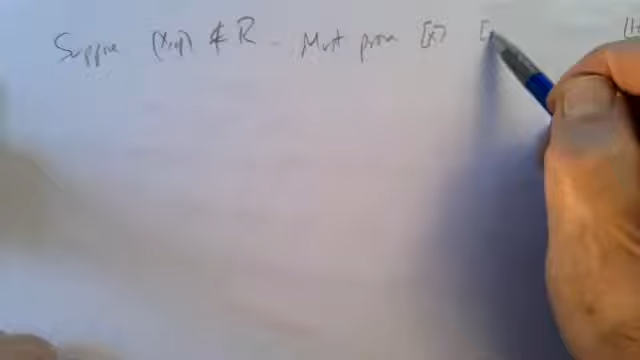 Suppose (x,y) ∉ R. Must prove [x] [